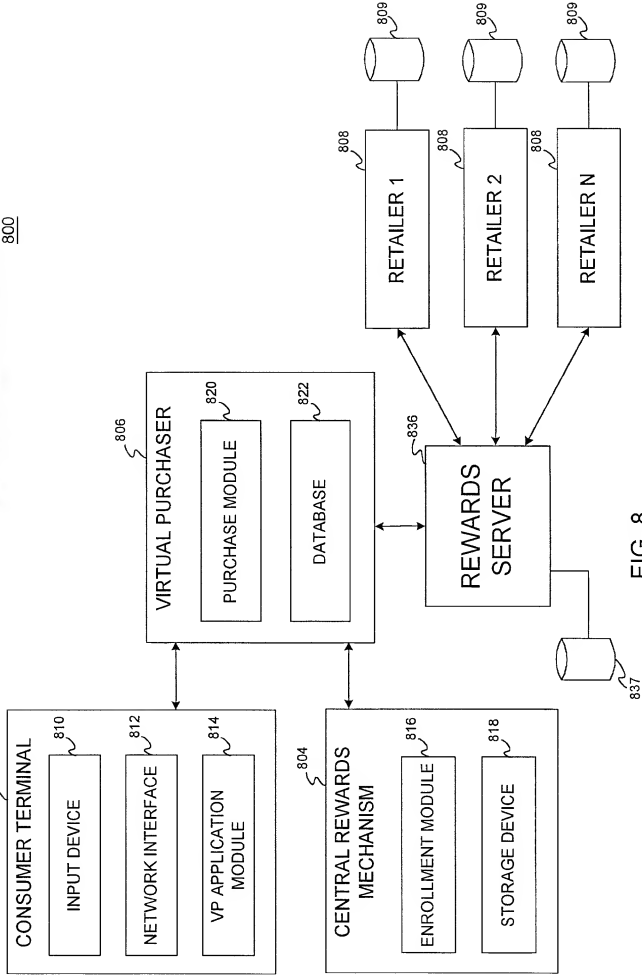 800
CONSUMER TERMINAL
810
INPUT DEVICE
812
NETWORK INTERFACE
814
VP APPLICATION
MODULE
804
CENTRAL REWARDS
MECHANISM
816
ENROLLMENT MODULE
818
STORAGE DEVICE
806
VIRTUAL PURCHASER
820
PURCHASE MODULE
822
DATABASE
836
REWARDS
SERVER
837
808
RETAILER 1
809
808
RETAILER 2
809
808
RETAILER N
809
FIG. 8